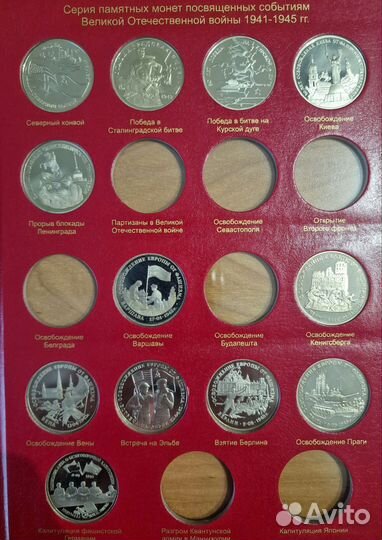 Серия памятных монет посвященных событиям
Великой Отечественной войны 1941-1945 гг.
Северный конвой
Победа в
Сталинградской битве
Победа в битве на
Курской дуге
Освобождение
Киева
Прорыв блокады
Ленинграда
Партизаны в Великой
Отечественной войне
Освобождение
Севастополя
Открытие
Второго фронта
Освобождение
Белграда
Освобождение
Варшавы
Освобождение
Будапешта
Освобождение
Кенигсберга
Освобождение Вены
Встреча на Эльбе
Взятие Берлина
Освобождение Праги
Капитуляция фашистской
Германии
Разгром Квантунской
армии в Маньчжурии
Капитуляция Японии
Avito